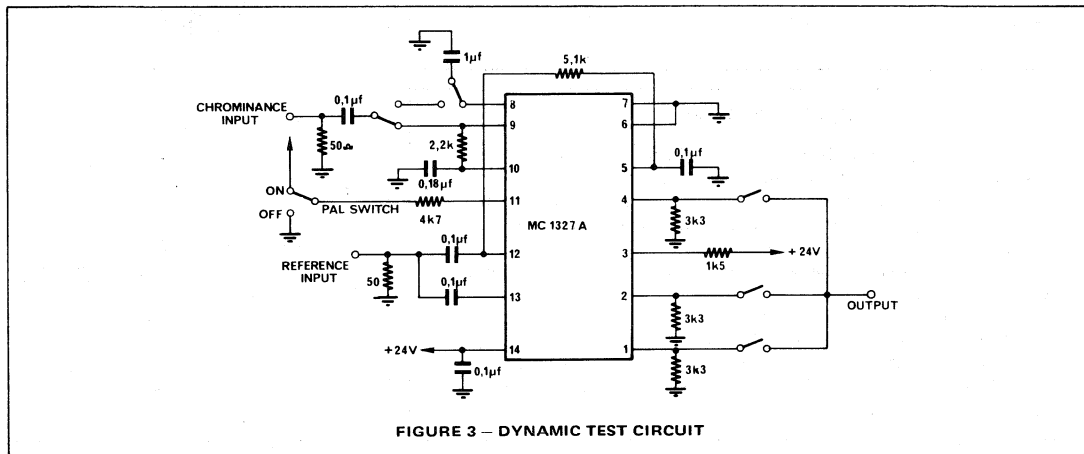 1µf
5,1k
0,1µf
CHROMINANCE
INPUT
50Ω
8
9
2,2k
10
0,18µf
ON
OFF
PAL SWITCH
4k7
11
MC 1327 A
7
6
5
0,1µf
4
3k3
3
1k5
+ 24V
0,1µf
12
REFERENCE
INPUT
50
0,1µf
13
2
3k3
OUTPUT
+24V
14
0,1µf
1
3k3
FIGURE 3 — DYNAMIC TEST CIRCUIT